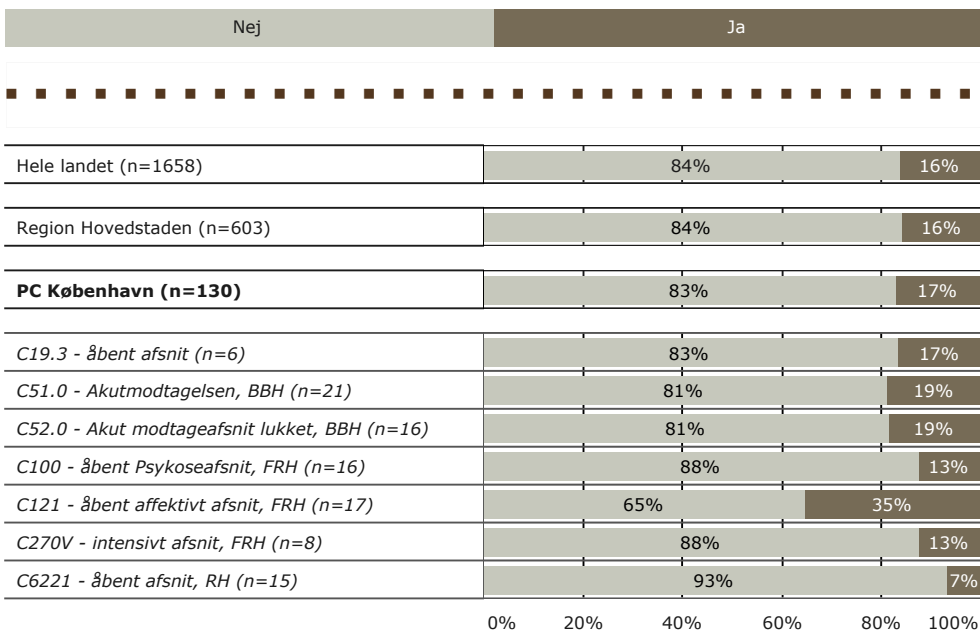 Nej Ja
Hele landet (n=1658) 84% 16%
Region Hovedstaden (n=603) 84% 16%
PC København (n=130) 83% 17%
C19.3 - åbent afsnit (n=6) 83% 17%
C51.0 - Akutmodtagelsen, BBH (n=21) 81% 19%
C52.0 - Akut modtageafsnit lukket, BBH (n=16) 81% 19%
C100 - åbent Psykoseafsnit, FRH (n=16) 88% 13%
C121 - åbent affektivt afsnit, FRH (n=17) 65% 35%
C270V - intensivt afsnit, FRH (n=8) 88% 13%
C6221 - åbent afsnit, RH (n=15) 93% 7%
0% 20% 40% 60% 80% 100%